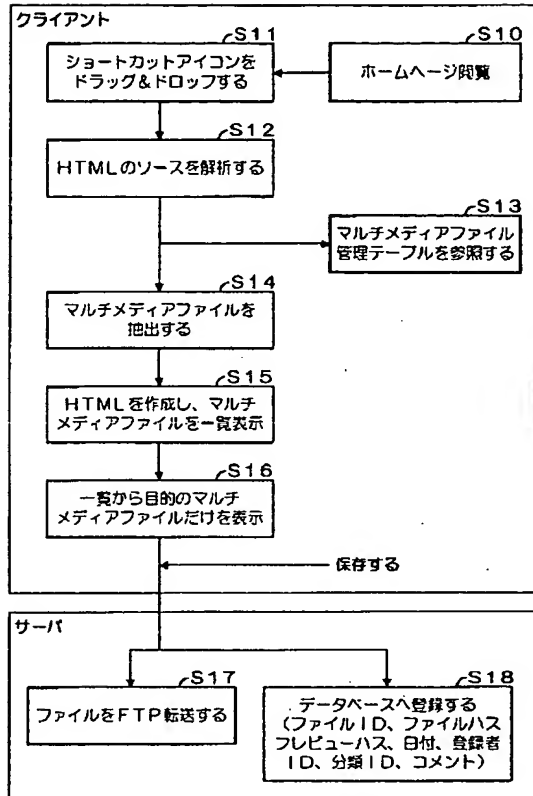 クライアント
S11
ショートカットアイコンを
ドラッグ&ドロップする
S10
ホームページ閲覧
S12
HTMLのソースを解析する
S13
マルチメディアファイル
管理テーブルを参照する
S14
マルチメディアファイルを
抽出する
S15
HTMLを作成し、マルチ
メディアファイルを一覧表示
S16
一覧から目的のマルチ
メディアファイルだけを表示
保存する
サーバ
S17
ファイルをFTP転送する
S18
データベースへ登録する
(ファイルID、ファイルパス
プレビューパス、日付、登録者
ID、分類ID、コメント)